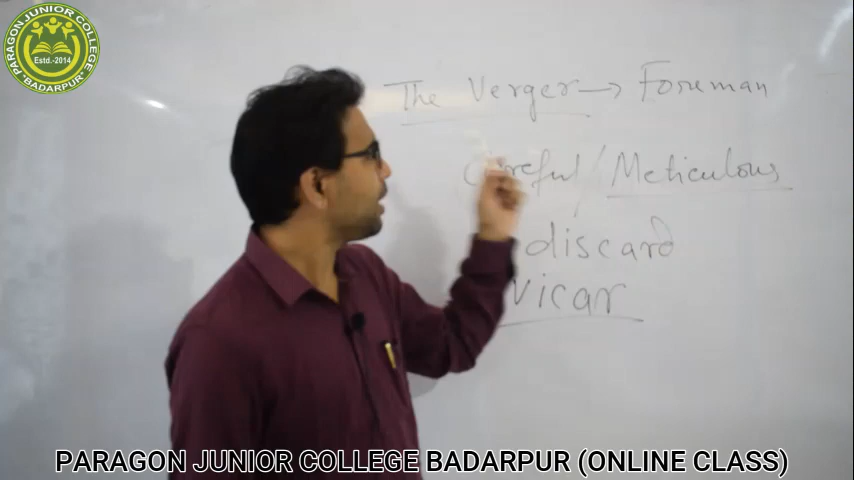 PARAGON JUNIOR COLLEGE
Estd.-2014
"BADARPUR"
The Verger → Foreman
Careful / Meticulous
discard
Vicar
PARAGON JUNIOR COLLEGE BADARPUR (ONLINE CLASS)